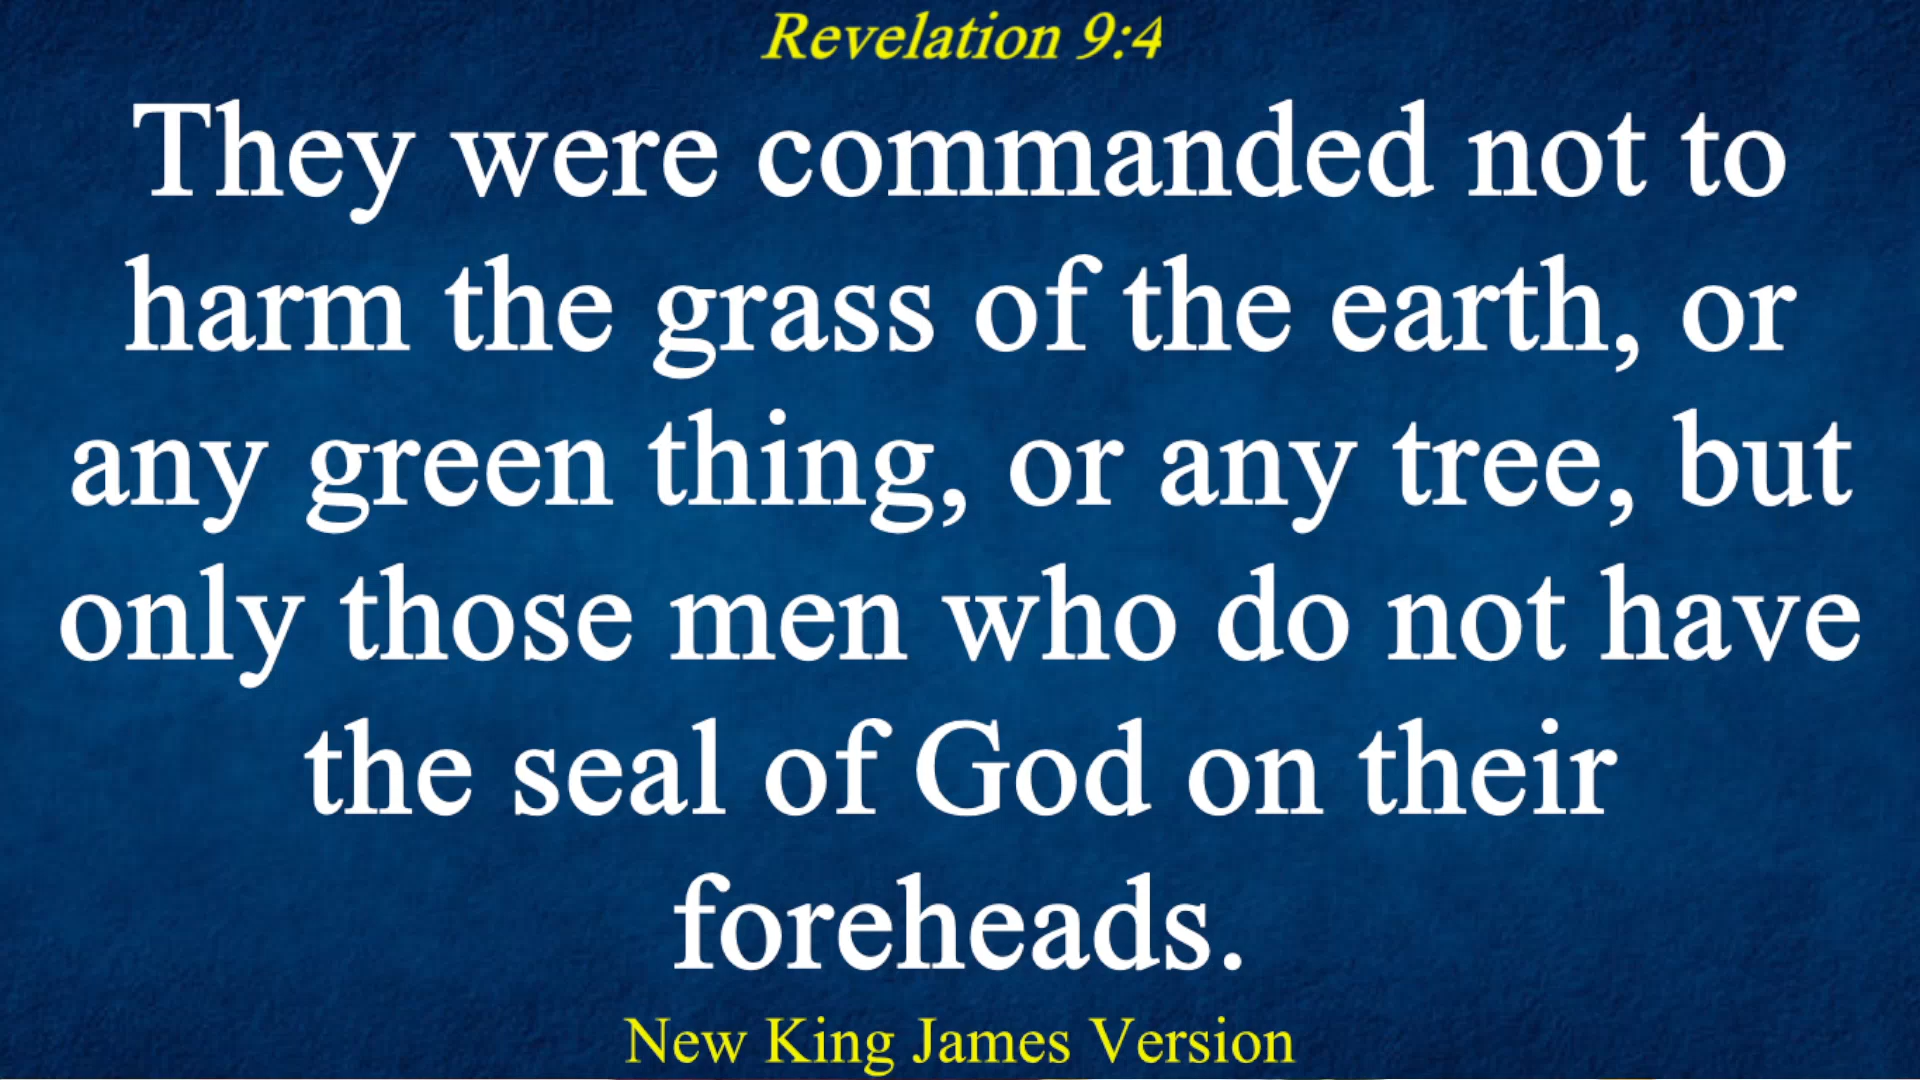 Revelation 9:4
They were commanded not to
harm the grass of the earth, or
any green thing, or any tree, but
only those men who do not have
the seal of God on their
foreheads.
New King James Version